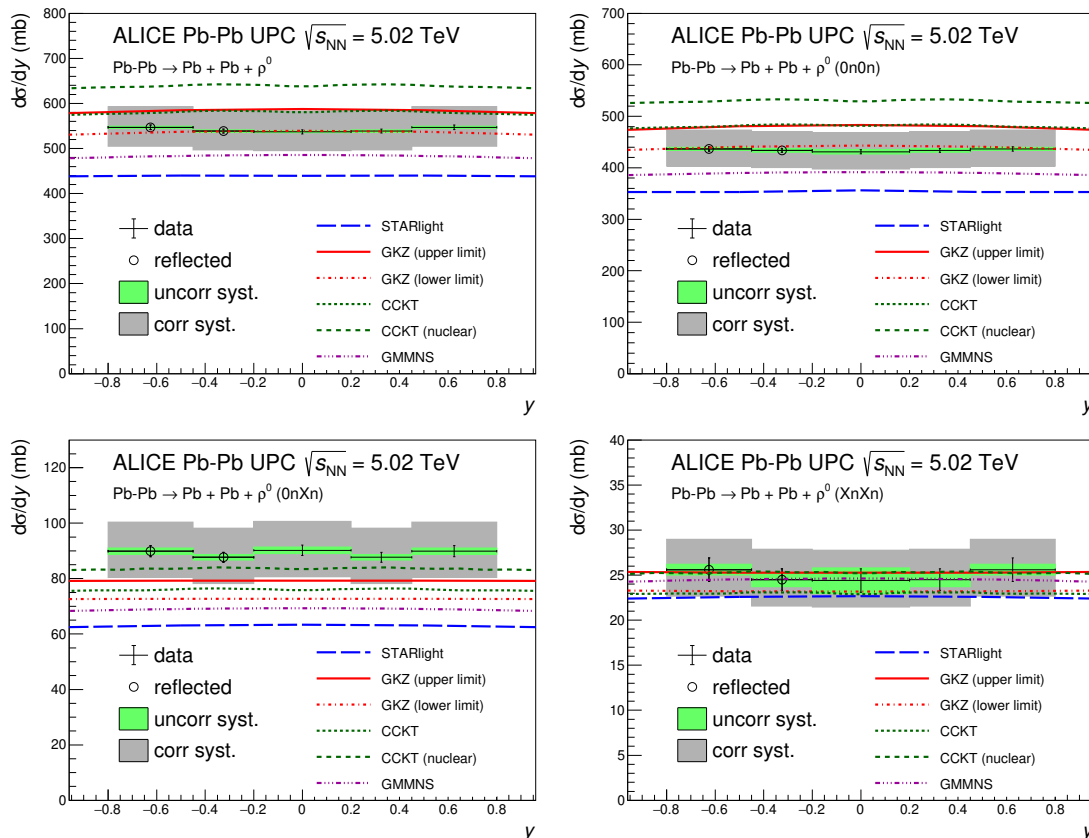 dσ/dy (mb)
800
700
600
500
400
300
200
100
0
ALICE Pb-Pb UPC √sNN = 5.02 TeV
Pb-Pb → Pb + Pb + ρ0
data
reflected
uncorr syst.
corr syst.
STARlight
GKZ (upper limit)
GKZ (lower limit)
CCKT
CCKT (nuclear)
GMMNS
−0.8 −0.6 −0.4 −0.2 0 0.2 0.4 0.6 0.8
y
dσ/dy (mb)
700
600
500
400
300
200
100
0
ALICE Pb-Pb UPC √sNN = 5.02 TeV
Pb-Pb → Pb + Pb + ρ0 (0n0n)
data
reflected
uncorr syst.
corr syst.
STARlight
GKZ (upper limit)
GKZ (lower limit)
CCKT
CCKT (nuclear)
GMMNS
−0.8 −0.6 −0.4 −0.2 0 0.2 0.4 0.6 0.8
y
dσ/dy (mb)
120
100
80
60
40
20
0
ALICE Pb-Pb UPC √sNN = 5.02 TeV
Pb-Pb → Pb + Pb + ρ0 (0nXn)
data
reflected
uncorr syst.
corr syst.
STARlight
GKZ (upper limit)
GKZ (lower limit)
CCKT
CCKT (nuclear)
GMMNS
−0.8 −0.6 −0.4 −0.2 0 0.2 0.4 0.6 0.8
y
dσ/dy (mb)
40
35
30
25
20
15
10
5
0
ALICE Pb-Pb UPC √sNN = 5.02 TeV
Pb-Pb → Pb + Pb + ρ0 (XnXn)
data
reflected
uncorr syst.
corr syst.
STARlight
GKZ (upper limit)
GKZ (lower limit)
CCKT
CCKT (nuclear)
GMMNS
−0.8 −0.6 −0.4 −0.2 0 0.2 0.4 0.6 0.8
y